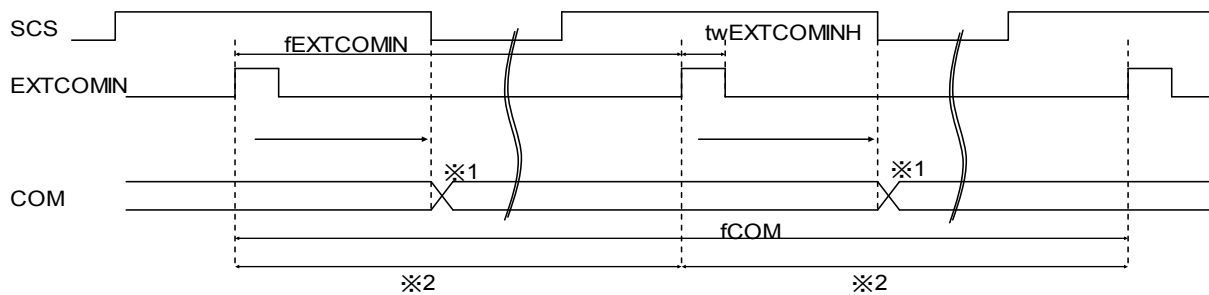 SCS
fEXTCOMIN
twEXTCOMINH
EXTCOMIN
※1
※1
COM
fCOM
※2
※2